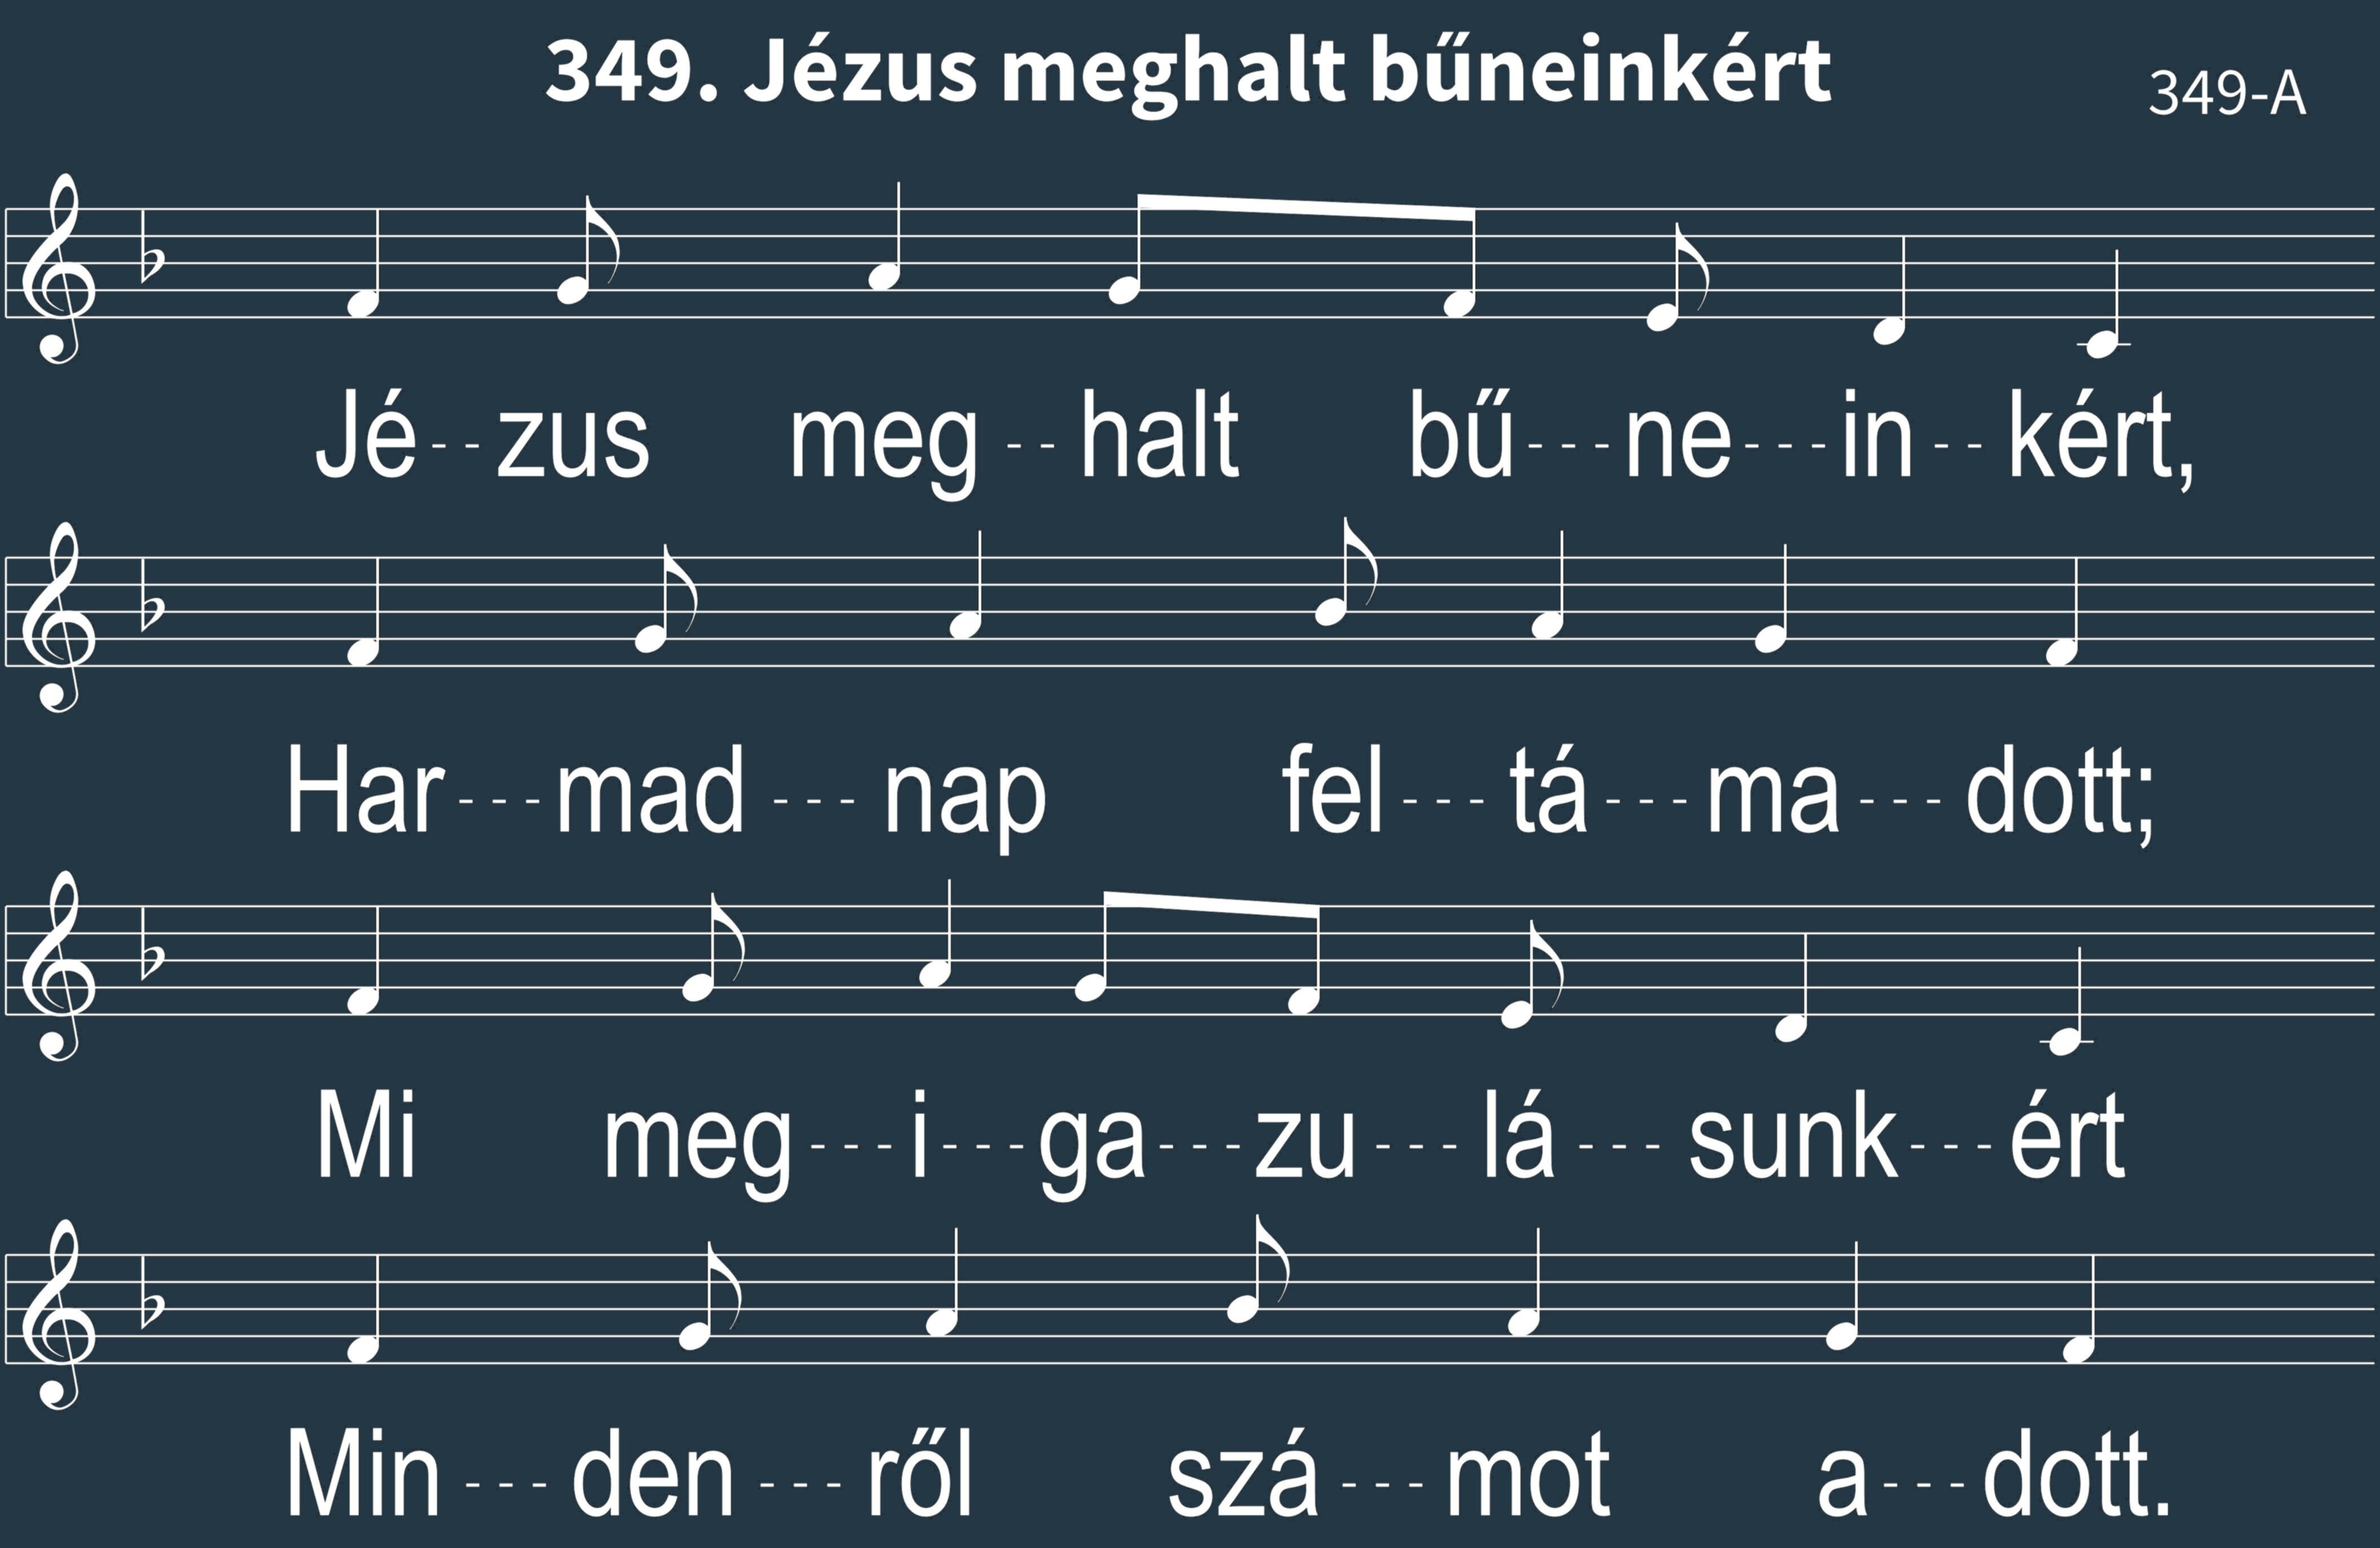 349. Jézus meghalt bűneinkért
349-A
Jé--zus meg--halt bű---ne---in--kért,
Har---mad---nap fel---tá---ma---dott;
Mi meg---i---ga---zu---lá---sunk---ért
Min---den---ről szá---mot a---dott.